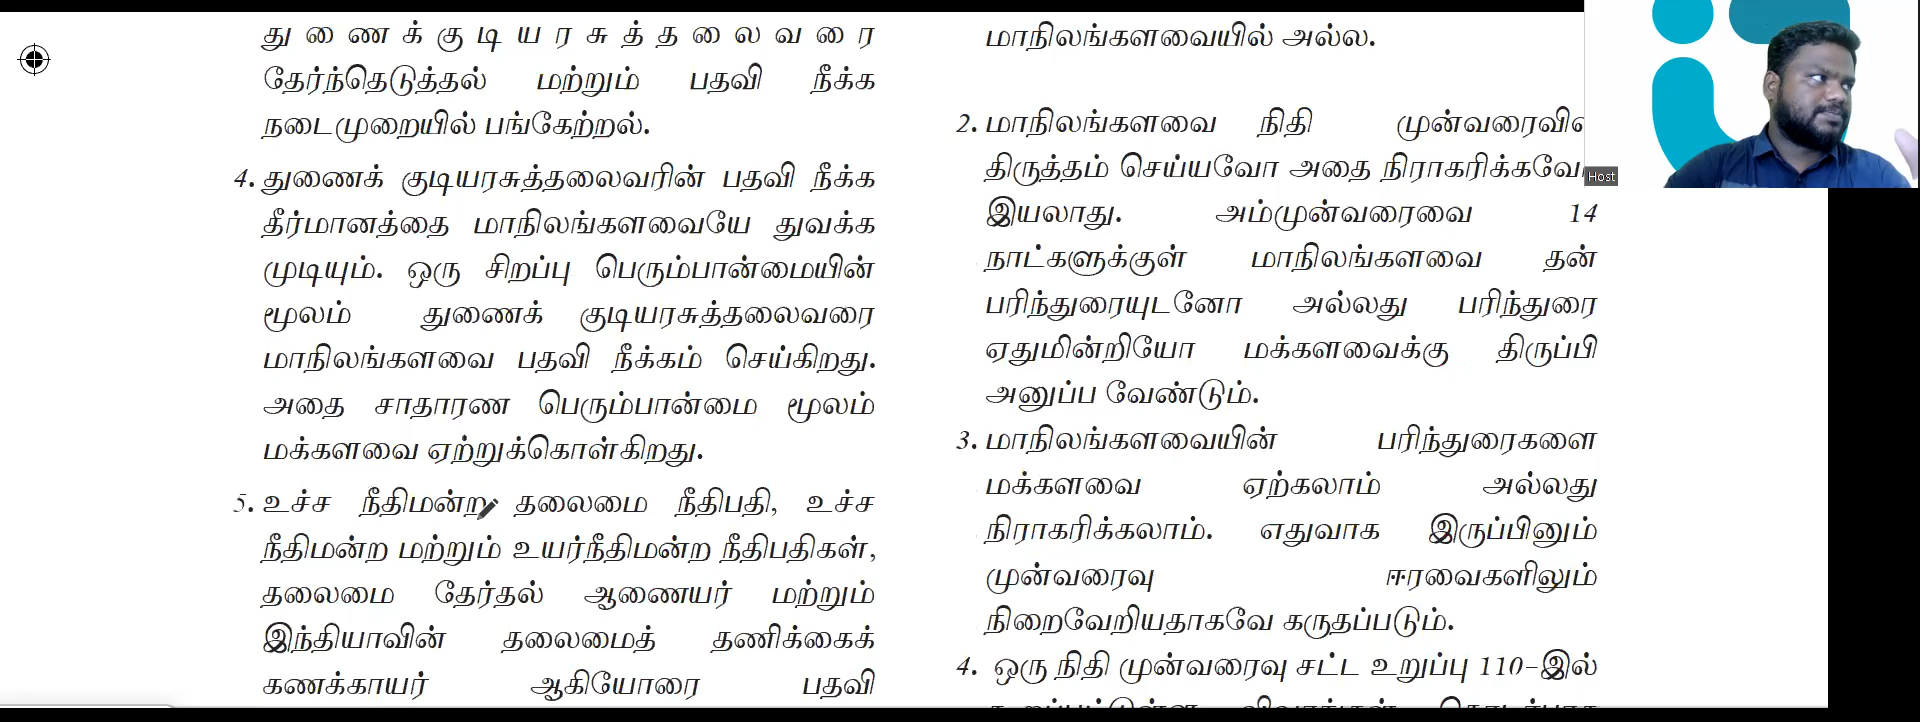 துணைக்குடியரசுத்தலைவரை
தேர்ந்தெடுத்தல் மற்றும் பதவி நீக்க
நடைமுறையில் பங்கேற்றல்.
4. துணைக் குடியரசுத்தலைவரின் பதவி நீக்க
தீர்மானத்தை மாநிலங்களவையே துவக்க
முடியும். ஒரு சிறப்பு பெரும்பான்மையின்
மூலம் துணைக் குடியரசுத்தலைவரை
மாநிலங்களவை பதவி நீக்கம் செய்கிறது.
அதை சாதாரண பெரும்பான்மை மூலம்
மக்களவை ஏற்றுக்கொள்கிறது.
5. உச்ச நீதிமன்ற தலைமை நீதிபதி, உச்ச
நீதிமன்ற மற்றும் உயர்நீதிமன்ற நீதிபதிகள்,
தலைமை தேர்தல் ஆணையர் மற்றும்
இந்தியாவின் தலைமைத் தணிக்கைக்
கணக்காயர் ஆகியோரை பதவி
மாநிலங்களவையில் அல்ல.
2. மாநிலங்களவை நிதி
திருத்தம் செய்யவோ அதை
இயலாது. அம்முன்வரைவை 14
நாட்களுக்குள் மாநிலங்களவை தன்
பரிந்துரையுடனோ அல்லது பரிந்துரை
ஏதுமின்றியோ மக்களவைக்கு திருப்பி
அனுப்ப வேண்டும்.
3. மாநிலங்களவையின் பரிந்துரைகளை
மக்களவை ஏற்கலாம் அல்லது
நிராகரிக்கலாம். எதுவாக இருப்பினும்
முன்வரைவு ஈரவைகளிலும்
நிறைவேறியதாகவே கருதப்படும்.
4. ஒரு நிதி முன்வரைவு சட்ட உறுப்பு 110-இல்
Host